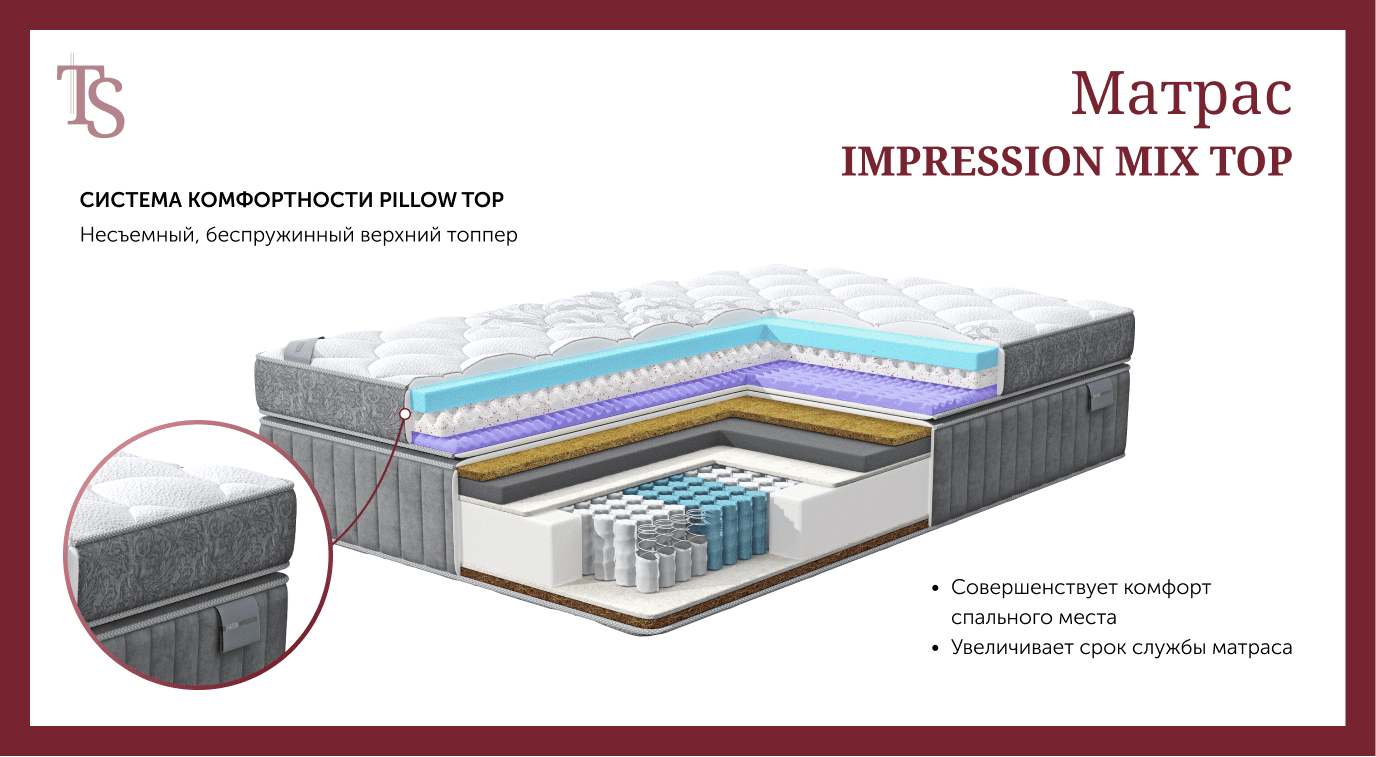 TS
Матрас
IMPRESSION MIX TOP
СИСТЕМА КОМФОРТНОСТИ PILLOW TOP
Несъемный, беспружинный верхний топпер
• Совершенствует комфорт
спального места
• Увеличивает срок службы матраса